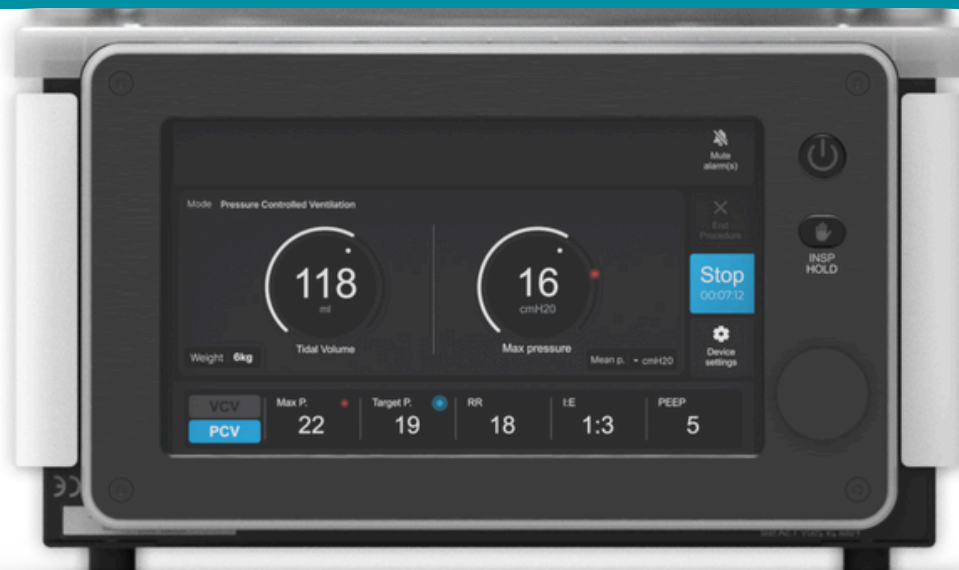 Mute
alarm(s)
Mode Pressure Controlled Ventilation
End
Procedure
118
ml
Tidal Volume
16
cmH20
Max pressure
Stop
00:07:12
INSP
HOLD
Weight 6kg
Mean p. - cmH20
Device
settings
VCV
PCV
Max P.
22
Target P.
19
RR
18
I:E
1:3
PEEP
5
CE